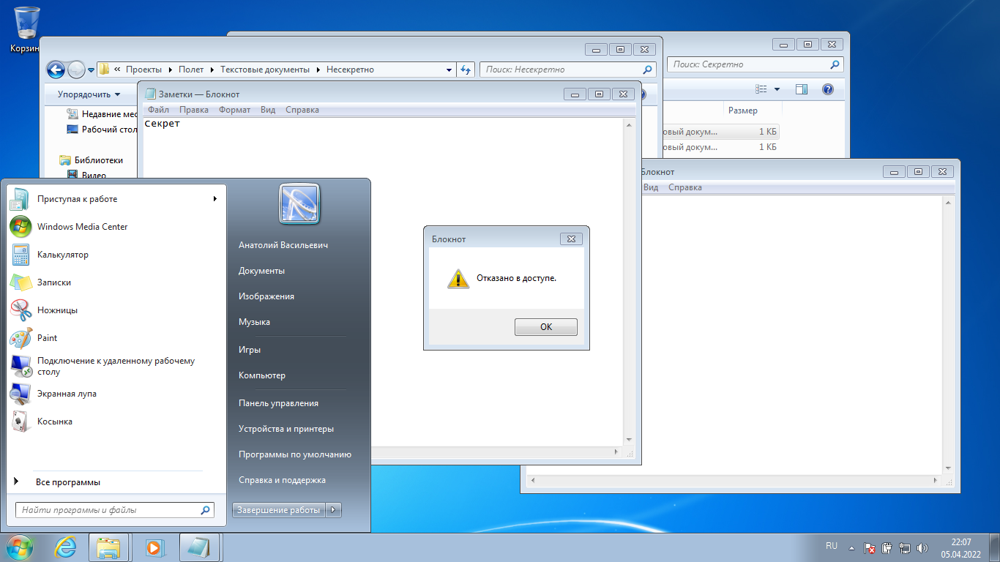 Корзин
Поиск: Секретно
Размер
овый докум... 1 КБ
овый докум... 1 КБ
« Проекты Полет Текстовые документы Несекретно
Поиск: Несекретно
Упорядочить
Недавние мес
Рабочий стол
Библиотеки
Видео
Заметки — Блокнот
Файл Правка Формат Вид Справка
Секрет
Блокнот
Вид Справка
Блокнот
Отказано в доступе.
OK
Приступая к работе
Windows Media Center
Калькулятор
Записки
Ножницы
Paint
Подключение к удаленному рабочему
столу
Экранная лупа
Косынка
Все программы
Найти программы и файлы
Анатолий Васильевич
Документы
Изображения
Музыка
Игры
Компьютер
Панель управления
Устройства и принтеры
Программы по умолчанию
Справка и поддержка
Завершение работы
RU
22:07
05.04.2022